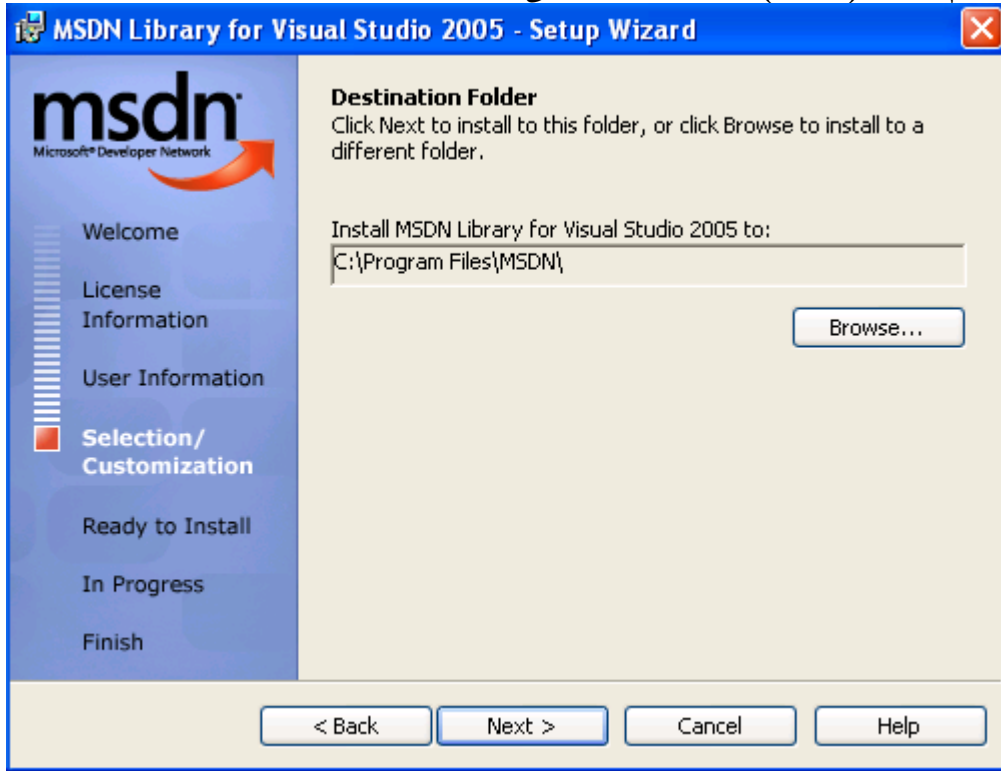 MSDN Library for Visual Studio 2005 - Setup Wizard
msdn
Microsoft® Developer Network
Welcome
License
Information
User Information
Selection/
Customization
Ready to Install
In Progress
Finish
Destination Folder
Click Next to install to this folder, or click Browse to install to a
different folder.
Install MSDN Library for Visual Studio 2005 to:
C:\Program Files\MSDN\
Browse...
< Back
Next >
Cancel
Help